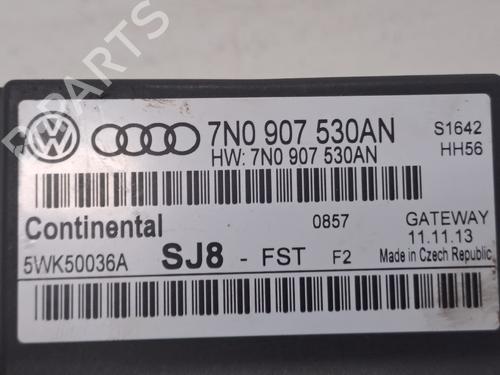 B PARTS
7N0 907 530AN
S1642
HW: 7N0 907 530AN
HH56
Continental
0857
GATEWAY
11.11.13
5WK50036A
SJ8 - FST F2
Made in Czech Republic